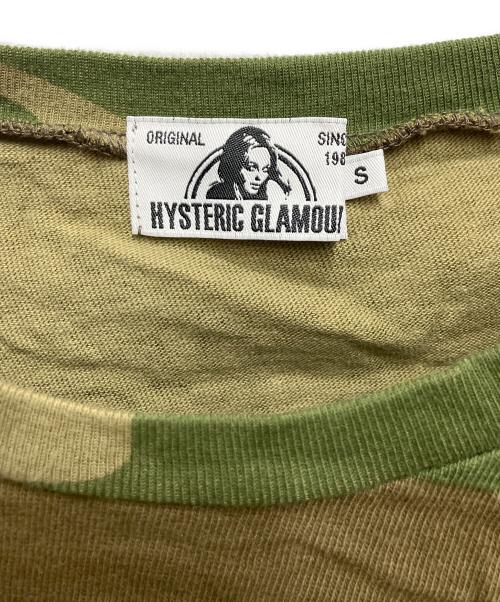 ORIGINAL SINC
198
S
HYSTERIC GLAMOU